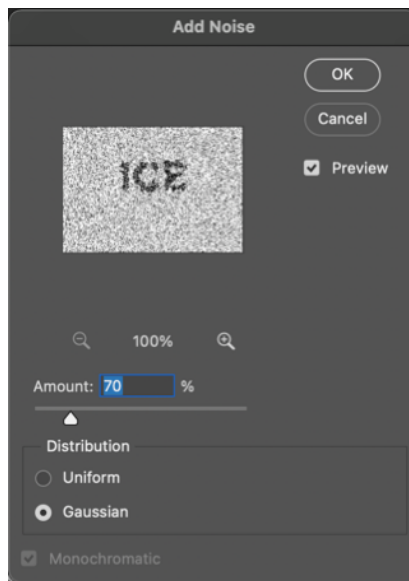 Add Noise
OK
Cancel
Preview
ICE
100%
Amount: 70 %
Distribution
Uniform
Gaussian
Monochromatic